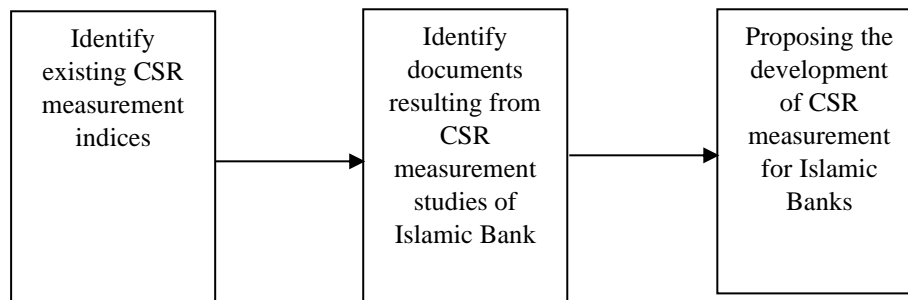 Identify
existing CSR
measurement
indices
Identify
documents
resulting from
CSR
measurement
studies of
Islamic Bank
Proposing the
development
of CSR
measurement
for Islamic
Banks